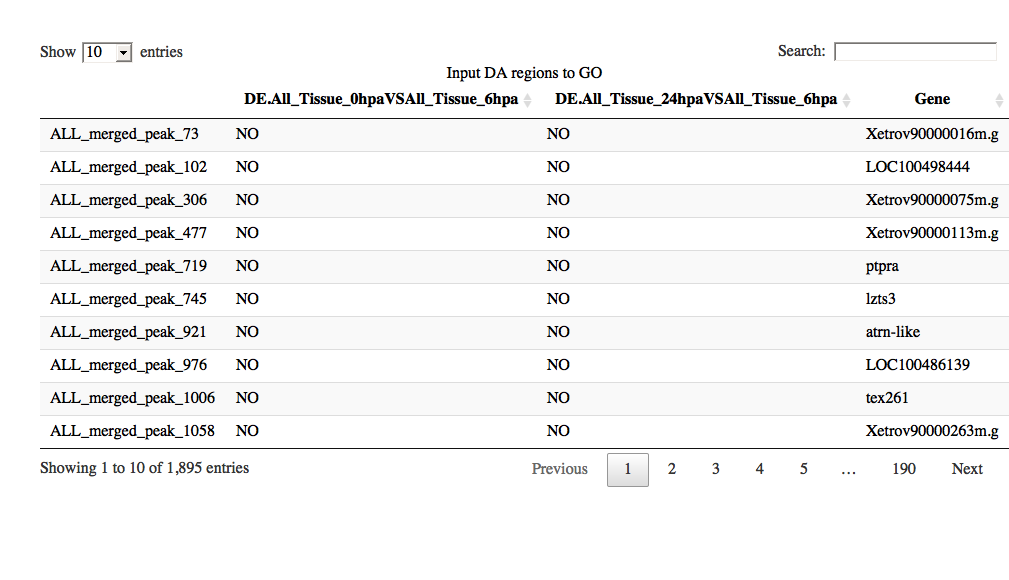 Show 10 entries Search:
Input DA regions to GO
DE.All_Tissue_0hpaVSAll_Tissue_6hpa DE.All_Tissue_24hpaVSAll_Tissue_6hpa Gene
ALL_merged_peak_73 NO NO Xetrov90000016m.g
ALL_merged_peak_102 NO NO LOC100498444
ALL_merged_peak_306 NO NO Xetrov90000075m.g
ALL_merged_peak_477 NO NO Xetrov90000113m.g
ALL_merged_peak_719 NO NO ptpra
ALL_merged_peak_745 NO NO lzts3
ALL_merged_peak_921 NO NO atrn-like
ALL_merged_peak_976 NO NO LOC100486139
ALL_merged_peak_1006 NO NO tex261
ALL_merged_peak_1058 NO NO Xetrov90000263m.g
Showing 1 to 10 of 1,895 entries Previous 1 2 3 4 5 … 190 Next